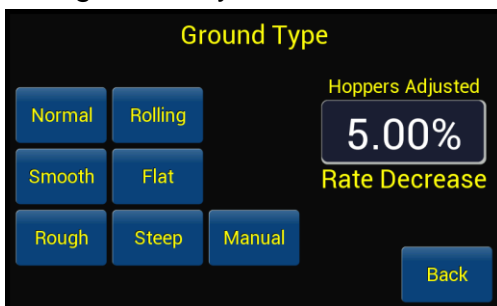 Ground Type
Hoppers Adjusted
Normal Rolling
5.00%
Smooth Flat
Rate Decrease
Rough Steep Manual
Back